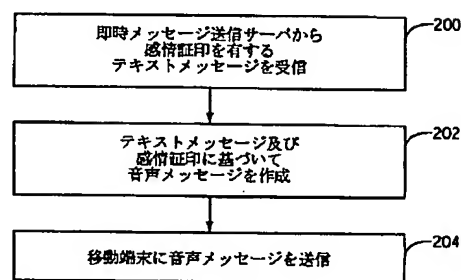 即時メッセージ送信サーバから
感情証印を有する
テキストメッセージを受信
200
テキストメッセージ及び
感情証印に基づいて
音声メッセージを作成
202
移動端末に音声メッセージを送信
204